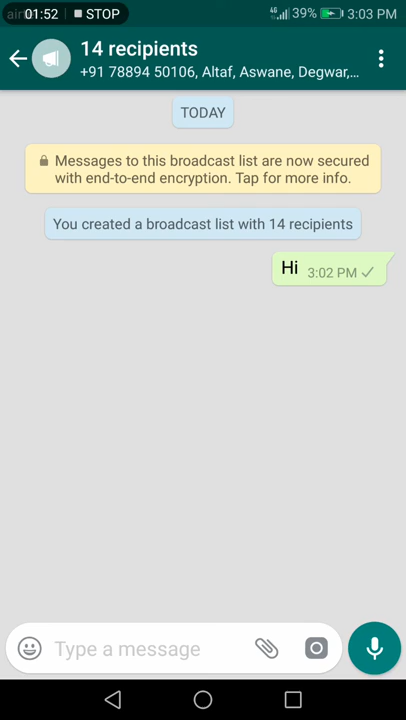 01:52 STOP 4G 39% 3:03 PM
14 recipients
+91 78894 50106, Altaf, Aswane, Degwar,...
TODAY
Messages to this broadcast list are now secured
with end-to-end encryption. Tap for more info.
You created a broadcast list with 14 recipients
Hi 3:02 PM
Type a message